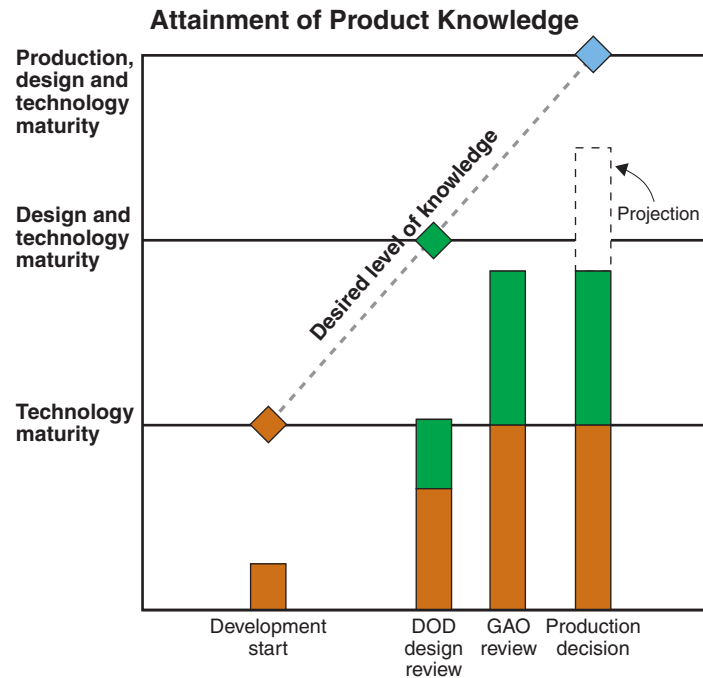 Attainment of Product Knowledge
Production,
design and
technology
maturity
Design and
technology
maturity
Technology
maturity
Desired level of knowledge
Projection
Development
start
DOD
design
review
GAO
review
Production
decision